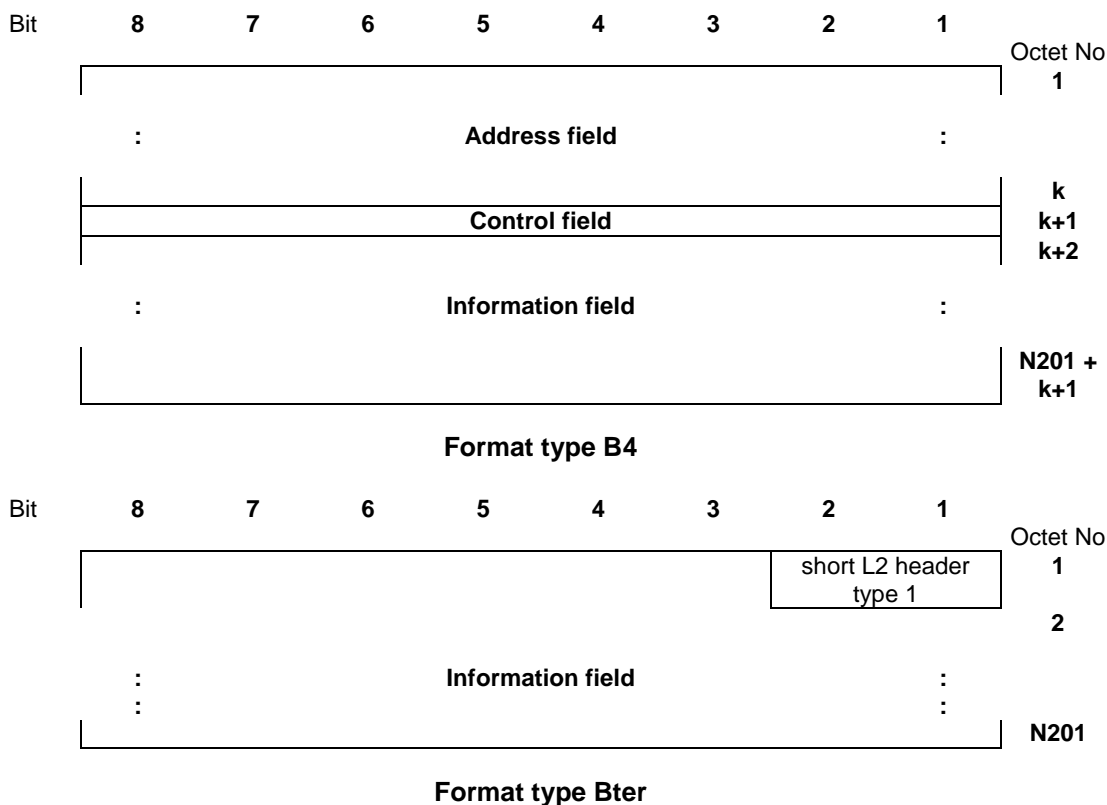 Bit 8 7 6 5 4 3 2 1
Octet No
1
: Address field :
k
Control field k+1
k+2
: Information field :
N201 +
k+1
Format type B4
Bit 8 7 6 5 4 3 2 1
Octet No
short L2 header 1
type 1
2
: Information field :
: :
N201
Format type Bter